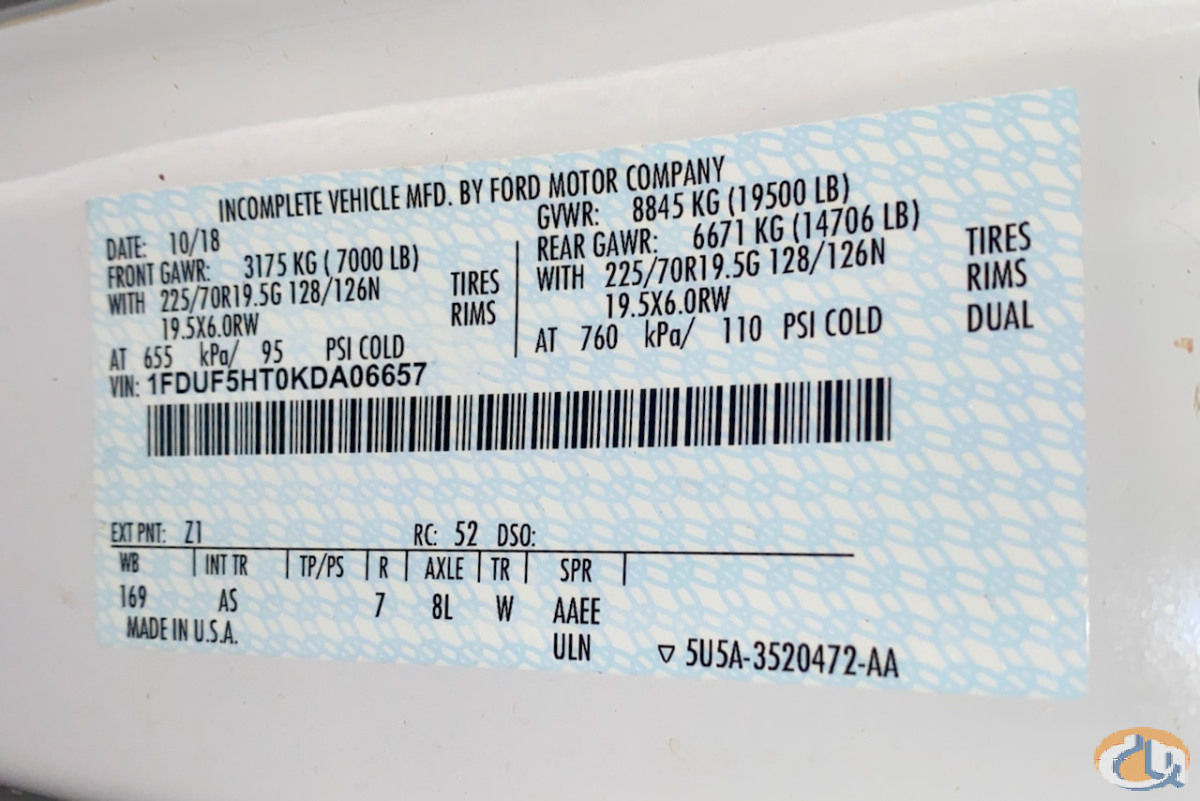 INCOMPLETE VEHICLE MFD. BY FORD MOTOR COMPANY
DATE: 10/18
FRONT GAWR: 3175 KG ( 7000 LB)
WITH 225/70R19.5G 128/126N TIRES
19.5X6.0RW RIMS
AT 655 kPa/ 95 PSI COLD
GVWR: 8845 KG (19500 LB)
REAR GAWR: 6671 KG (14706 LB)
WITH 225/70R19.5G 128/126N TIRES
19.5X6.0RW RIMS
AT 760 kPa/ 110 PSI COLD DUAL
VIN: 1FDUF5HT0KDA06657
EXT PNT: Z1 RC: 52 DSO:
WB INT TR TP/PS R AXLE TR SPR
169 AS 7 8L W AAEE
MADE IN U.S.A. ULN ▽ 5U5A-3520472-AA